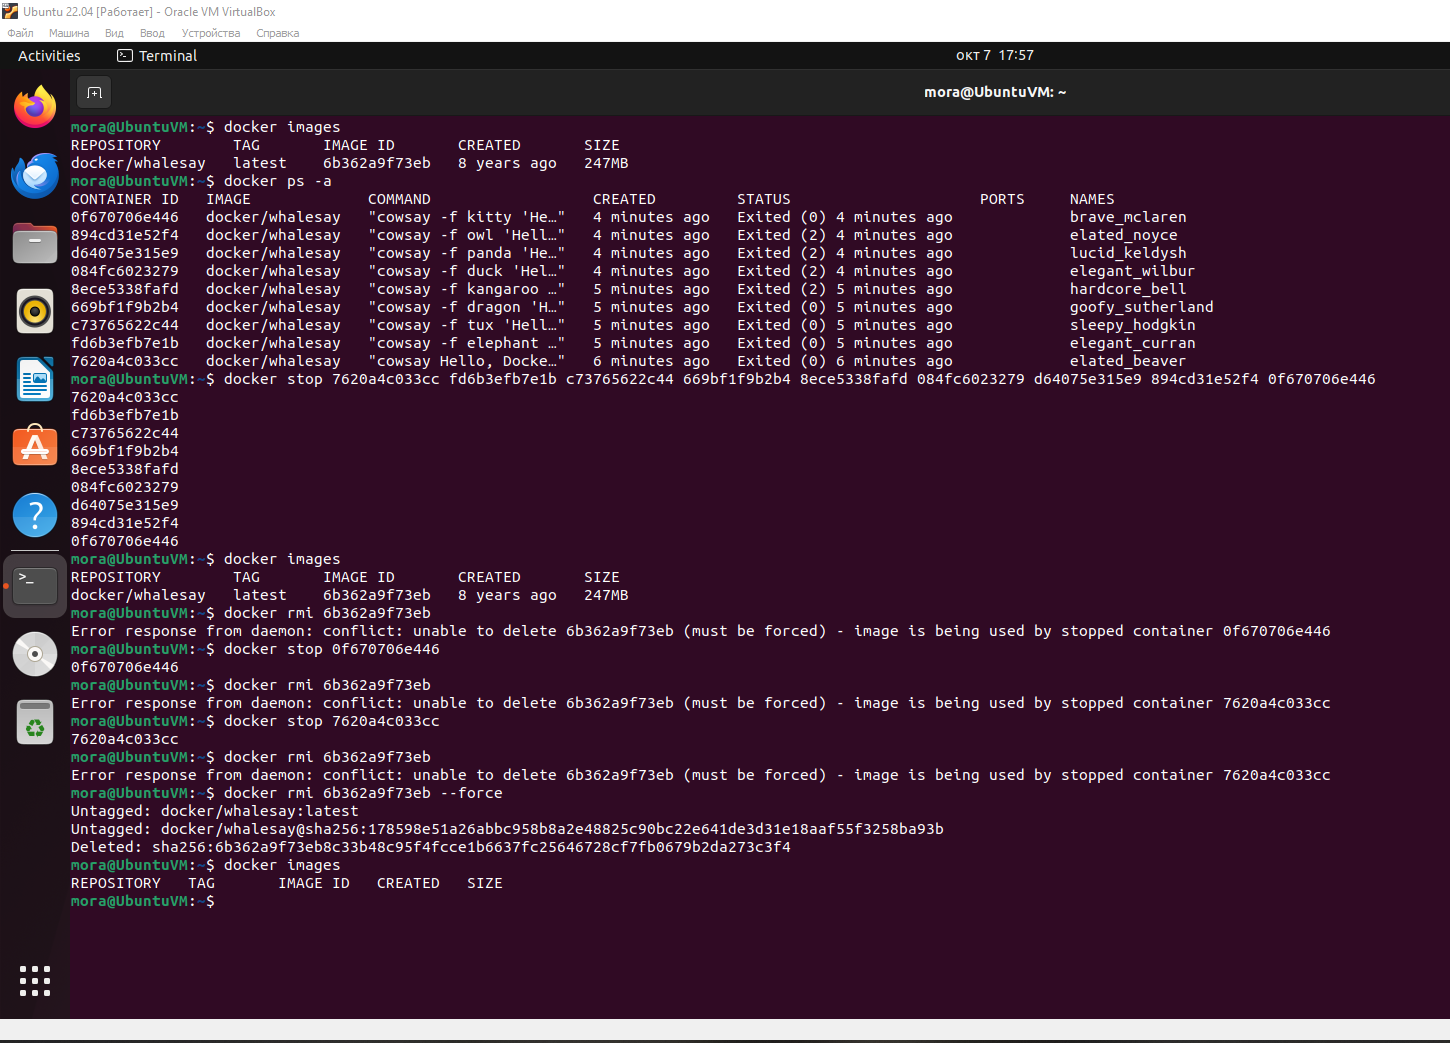 Ubuntu 22.04 [Работает] - Oracle VM VirtualBox
Файл Машина Вид Ввод Устройства Справка
Activities Terminal окт 7 17:57
mora@UbuntuVM: ~
mora@UbuntuVM:~$ docker images
REPOSITORY TAG IMAGE ID CREATED SIZE
docker/whalesay latest 6b362a9f73eb 8 years ago 247MB
mora@UbuntuVM:~$ docker ps -a
CONTAINER ID IMAGE COMMAND CREATED STATUS PORTS NAMES
0f670706e446 docker/whalesay "cowsay -f kitty 'He…" 4 minutes ago Exited (0) 4 minutes ago brave_mclaren
894cd31e52f4 docker/whalesay "cowsay -f owl 'Hell…" 4 minutes ago Exited (2) 4 minutes ago elated_noyce
d64075e315e9 docker/whalesay "cowsay -f panda 'He…" 4 minutes ago Exited (2) 4 minutes ago lucid_keldysh
084fc6023279 docker/whalesay "cowsay -f duck 'Hel…" 4 minutes ago Exited (2) 4 minutes ago elegant_wilbur
8ece5338fafd docker/whalesay "cowsay -f kangaroo …" 5 minutes ago Exited (2) 5 minutes ago hardcore_bell
669bf1f9b2b4 docker/whalesay "cowsay -f dragon 'H…" 5 minutes ago Exited (0) 5 minutes ago goofy_sutherland
c73765622c44 docker/whalesay "cowsay -f tux 'Hell…" 5 minutes ago Exited (0) 5 minutes ago sleepy_hodgkin
fd6b3efb7e1b docker/whalesay "cowsay -f elephant …" 5 minutes ago Exited (0) 5 minutes ago elegant_curran
7620a4c033cc docker/whalesay "cowsay Hello, Docke…" 6 minutes ago Exited (0) 6 minutes ago elated_beaver
mora@UbuntuVM:~$ docker stop 7620a4c033cc fd6b3efb7e1b c73765622c44 669bf1f9b2b4 8ece5338fafd 084fc6023279 d64075e315e9 894cd31e52f4 0f670706e446
7620a4c033cc
fd6b3efb7e1b
c73765622c44
669bf1f9b2b4
8ece5338fafd
084fc6023279
d64075e315e9
894cd31e52f4
0f670706e446
mora@UbuntuVM:~$ docker images
REPOSITORY TAG IMAGE ID CREATED SIZE
docker/whalesay latest 6b362a9f73eb 8 years ago 247MB
mora@UbuntuVM:~$ docker rmi 6b362a9f73eb
Error response from daemon: conflict: unable to delete 6b362a9f73eb (must be forced) - image is being used by stopped container 0f670706e446
mora@UbuntuVM:~$ docker stop 0f670706e446
0f670706e446
mora@UbuntuVM:~$ docker rmi 6b362a9f73eb
Error response from daemon: conflict: unable to delete 6b362a9f73eb (must be forced) - image is being used by stopped container 7620a4c033cc
mora@UbuntuVM:~$ docker stop 7620a4c033cc
7620a4c033cc
mora@UbuntuVM:~$ docker rmi 6b362a9f73eb
Error response from daemon: conflict: unable to delete 6b362a9f73eb (must be forced) - image is being used by stopped container 7620a4c033cc
mora@UbuntuVM:~$ docker rmi 6b362a9f73eb --force
Untagged: docker/whalesay:latest
Untagged: docker/whalesay@sha256:178598e51a26abbc958b8a2e48825c90bc22e641de3d31e18aaf55f3258ba93b
Deleted: sha256:6b362a9f73eb8c33b48c95f4fcce1b6637fc25646728cf7fb0679b2da273c3f4
mora@UbuntuVM:~$ docker images
REPOSITORY TAG IMAGE ID CREATED SIZE
mora@UbuntuVM:~$